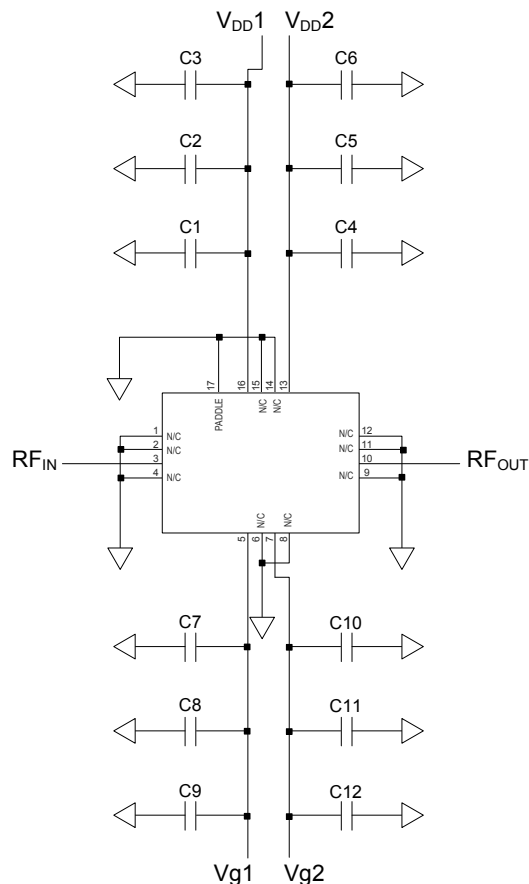 VDD1 VDD2
C3 C6
C2 C5
C1 C4
17 16 15 14 13
PADDLE N/C N/C
1 N/C N/C 12
2 N/C N/C 11
RFIN 3 10 RFOUT
4 N/C N/C 9
N/C N/C
5 6 7 8
C7 C10
C8 C11
C9 C12
Vg1 Vg2